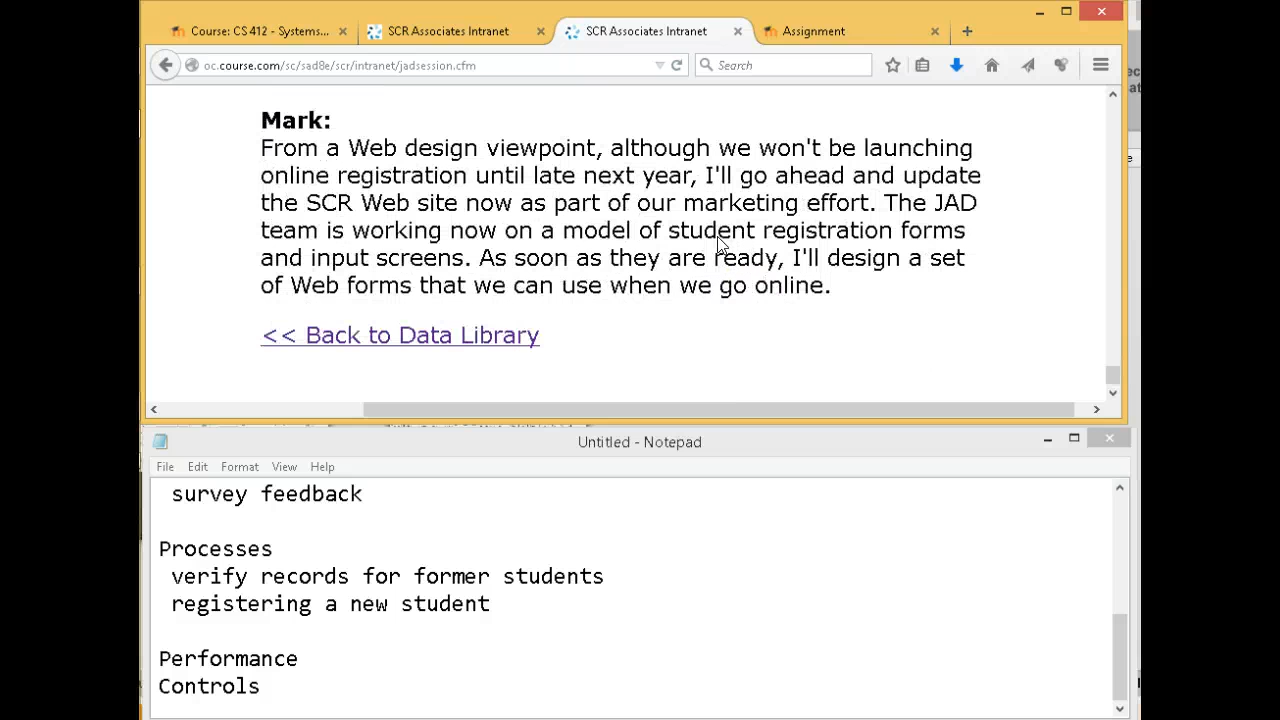 Course: CS 412 - Systems...
SCR Associates Intranet
SCR Associates Intranet
Assignment
oc.course.com/sc/sad8e/scr/intranet/jadsession.cfm
Search
Mark:
From a Web design viewpoint, although we won't be launching
online registration until late next year, I'll go ahead and update
the SCR Web site now as part of our marketing effort. The JAD
team is working now on a model of student registration forms
and input screens. As soon as they are ready, I'll design a set
of Web forms that we can use when we go online.
<< Back to Data Library
Untitled - Notepad
File Edit Format View Help
survey feedback
Processes
verify records for former students
registering a new student
Performance
Controls